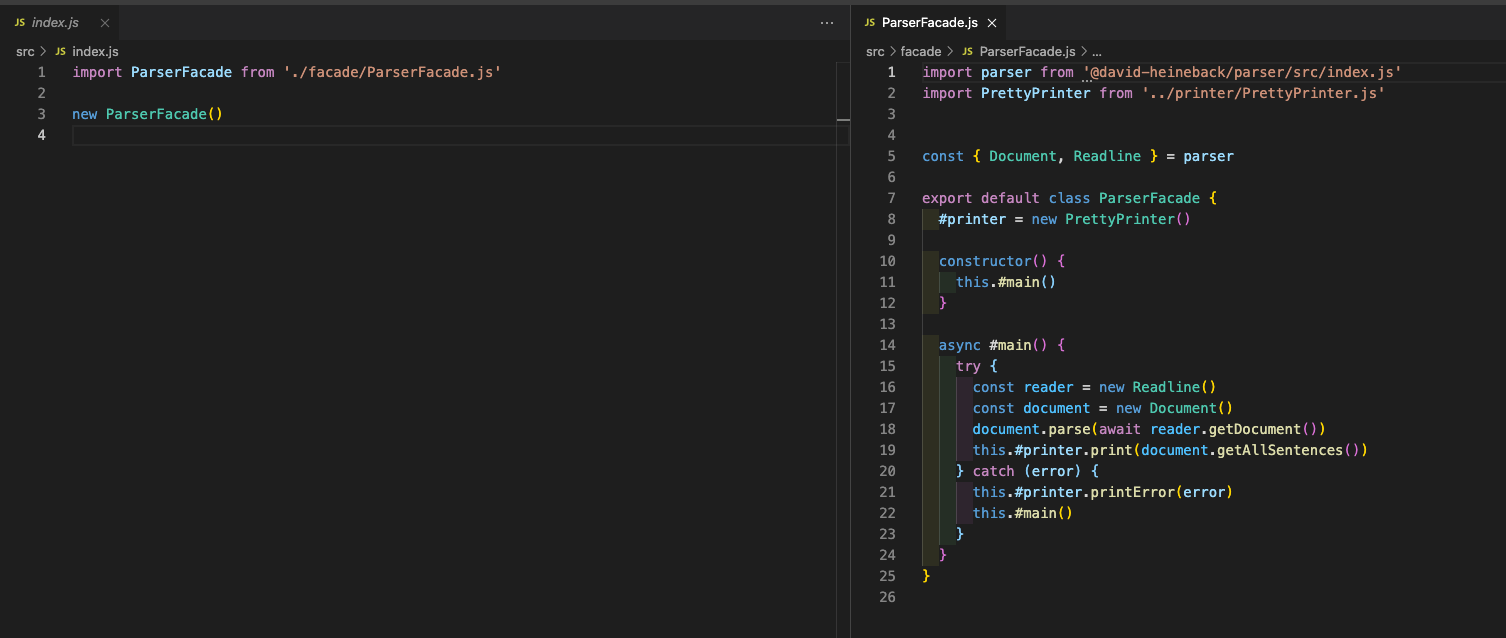 JS index.js ×
···
src > JS index.js
1 import ParserFacade from './facade/ParserFacade.js'
2
3 new ParserFacade()
4
JS ParserFacade.js ×
src > facade > JS ParserFacade.js > ...
1 import parser from '@david-heineback/parser/src/index.js'
2 import PrettyPrinter from '../printer/PrettyPrinter.js'
3
4
5 const { Document, Readline } = parser
6
7 export default class ParserFacade {
8   #printer = new PrettyPrinter()
9
10   constructor() {
11     this.#main()
12   }
13
14   async #main() {
15     try {
16       const reader = new Readline()
17       const document = new Document()
18       document.parse(await reader.getDocument())
19       this.#printer.print(document.getAllSentences())
20     } catch (error) {
21       this.#printer.printError(error)
22       this.#main()
23     }
24   }
25 }
26